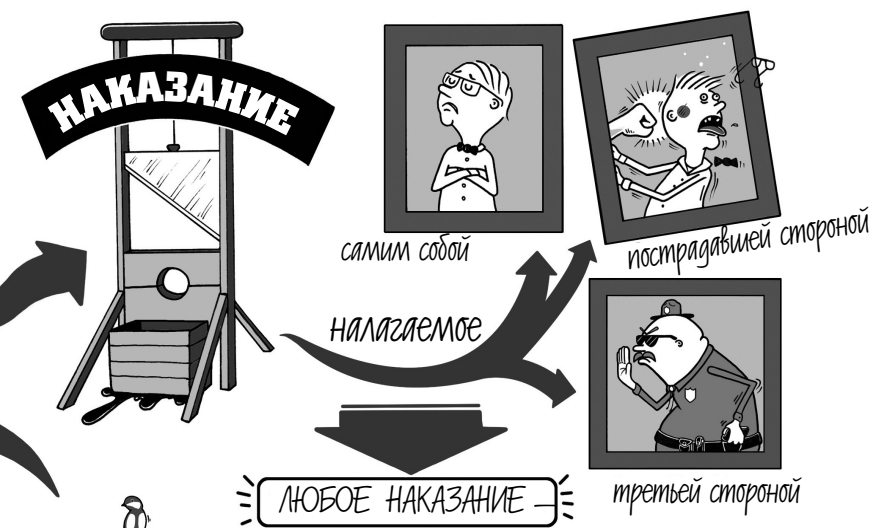 НАКАЗАНИЕ
самим собой
пострадавшей стороной
налагаемое
третьей стороной
ЛЮБОЕ НАКАЗАНИЕ —